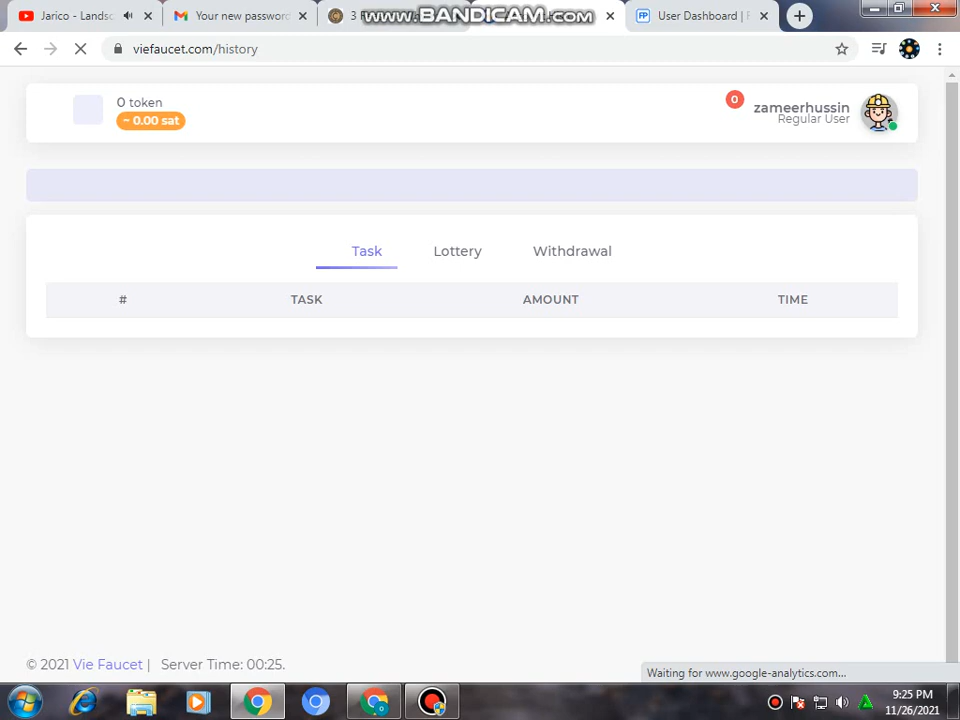 Jarico - Landsc
Your new password
3 F
www.BANDICAM.com
User Dashboard | F
viefaucet.com/history
0 token
~ 0.00 sat
0
zameerhussin
Regular User
Task
Lottery
Withdrawal
#
TASK
AMOUNT
TIME
© 2021 Vie Faucet | Server Time: 00:25.
Waiting for www.google-analytics.com...
9:25 PM
11/26/2021